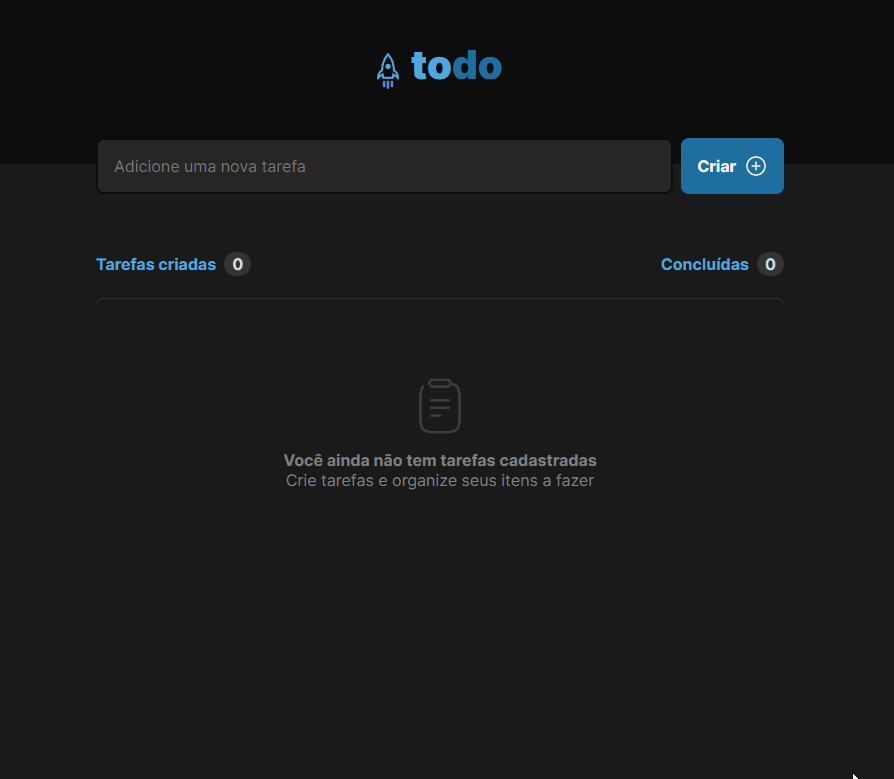 todo
Adicione uma nova tarefa
Criar
Tarefas criadas 0
Concluídas 0
Você ainda não tem tarefas cadastradas
Crie tarefas e organize seus itens a fazer